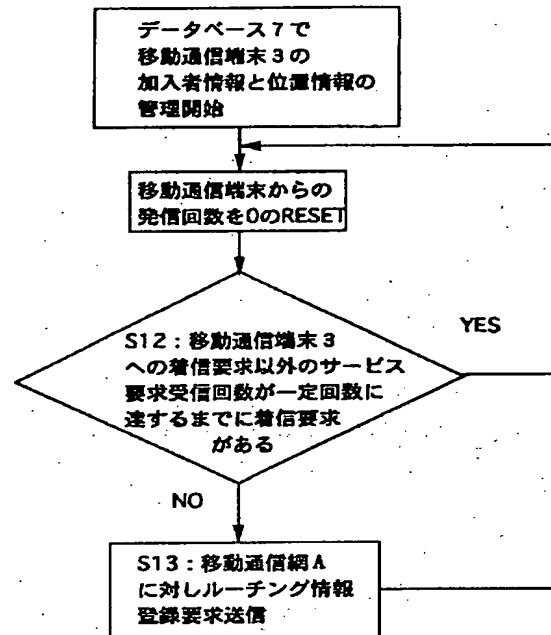 データベース7で
移動通信端末3の
加入者情報と位置情報の
管理開始
移動通信端末からの
発信回数を0のRESET
S12：移動通信端末3
への着信要求以外のサービス
要求受信回数が一定回数に
達するまでに着信要求
がある
YES
NO
S13：移動通信網A
に対しルーチング情報
登録要求送信